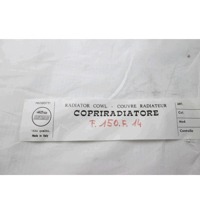 RADIATOR COWL - COUVRE RADIATEUR
COPRIRADIATORE
F. 150.F. 14
Made in Italy